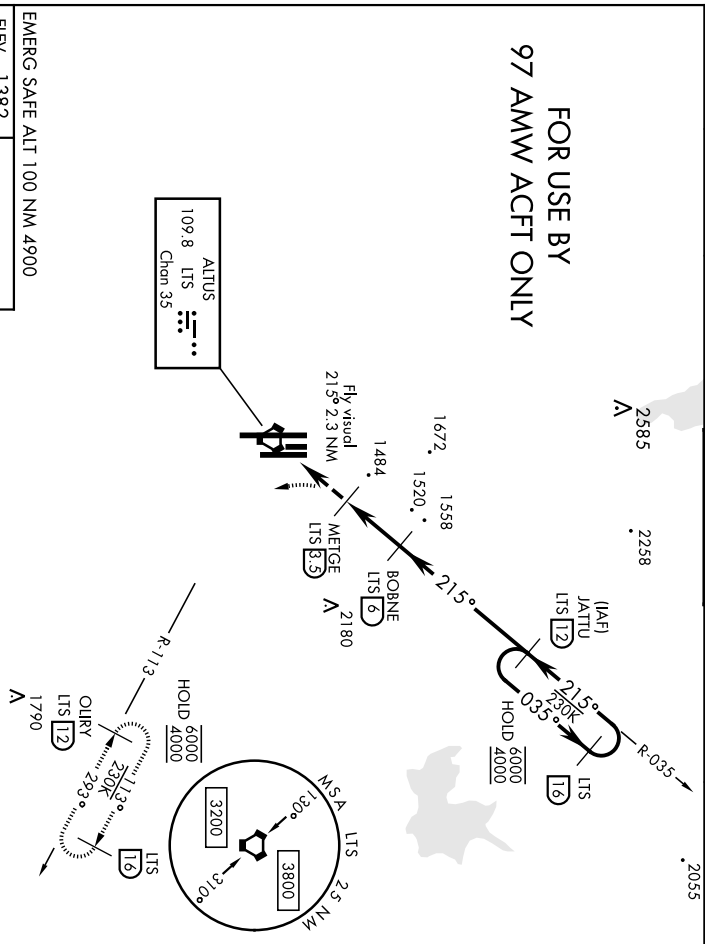 EMERG SAFE ALT 100 NM 4900
FOR USE BY
97 AMW ACFT ONLY
2585
2258
2055
(IAF)
JATTU
LTS 12
215°
230K
035°
R-035
HOLD 6000
4000
LTS
16
215°
1672
1558
1520
1484
BOBNE
LTS 6
2180
METGE
LTS 3.5
Fly visual
215° 2.3 NM
ALTUS
109.8 LTS
Chan 35
R-113
HOLD 6000
4000
OLIRY
LTS 12
1790
113°
230K
293°
LTS
16
MSA LTS 25 NM
130°
3200
3800
310°